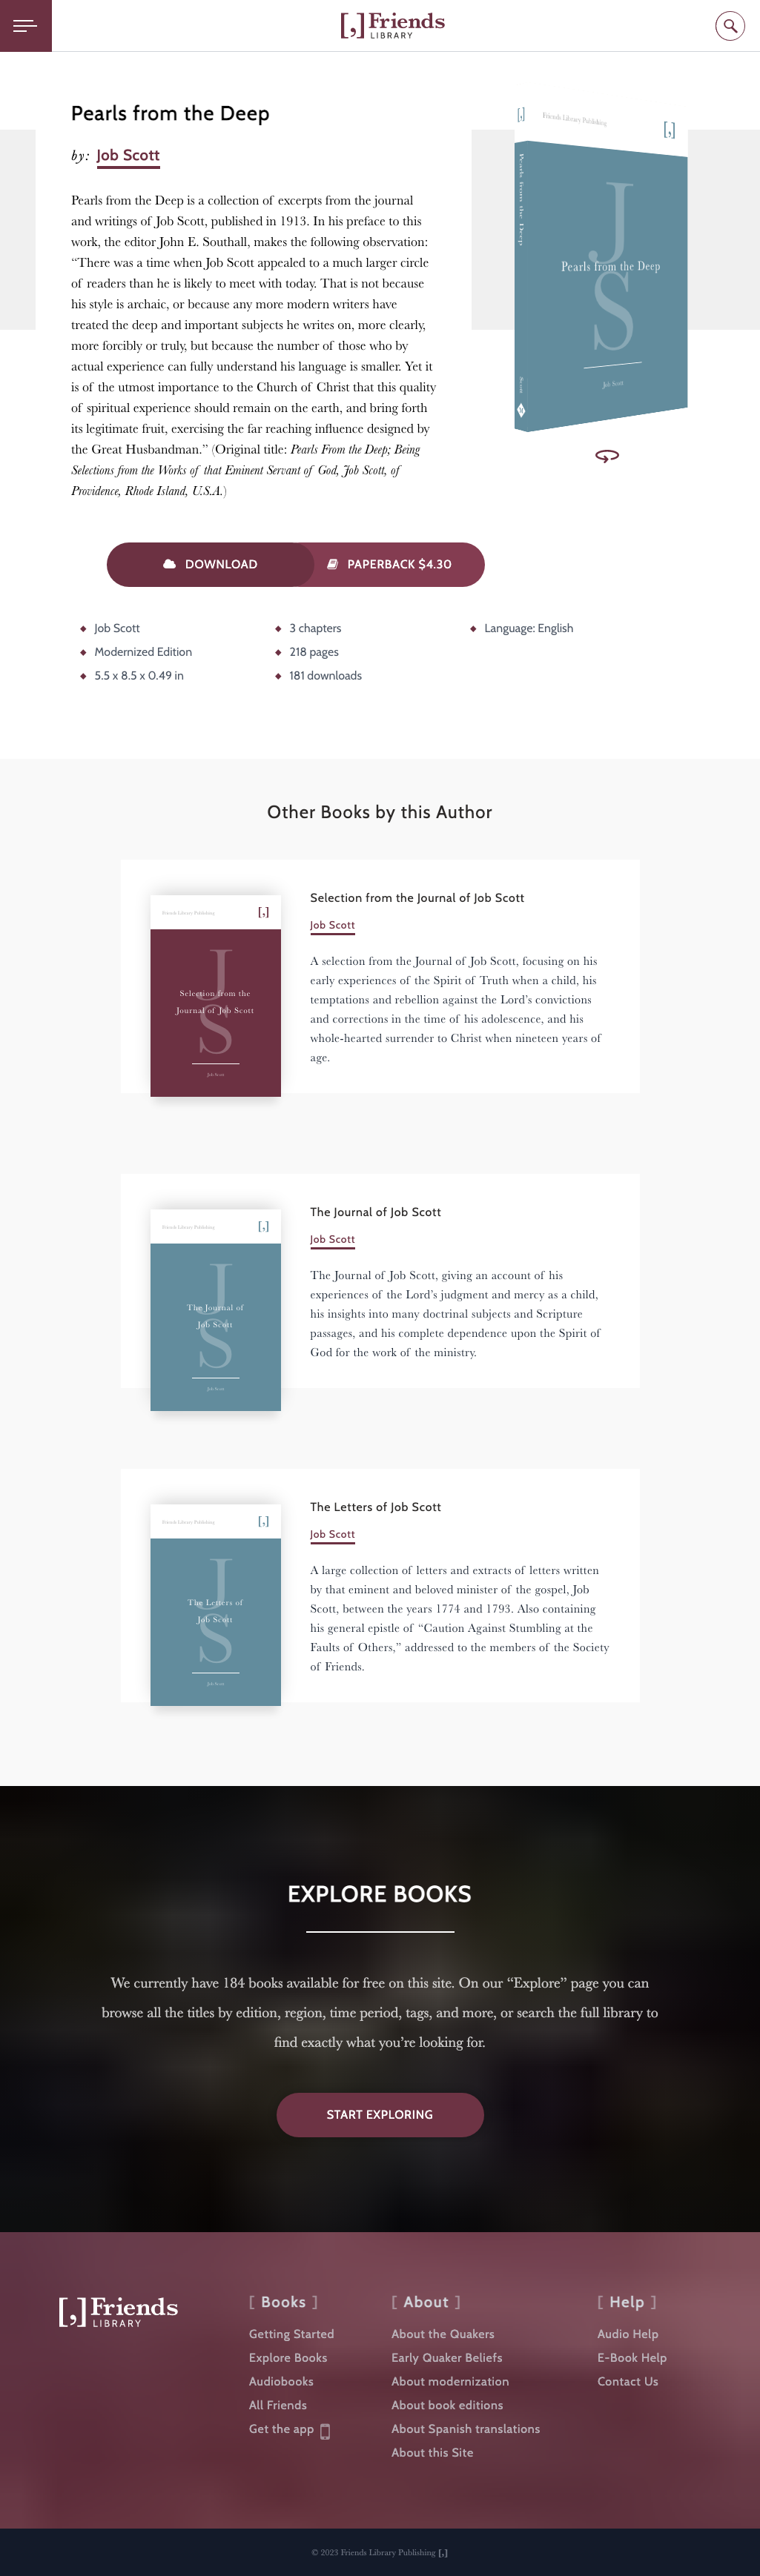 [,] Friends
LIBRARY
Pearls from the Deep
by: Job Scott
Pearls from the Deep is a collection of excerpts from the journal
and writings of Job Scott, published in 1913. In his preface to this
work, the editor John E. Southall, makes the following observation:
“There was a time when Job Scott appealed to a much larger circle
of readers than he is likely to meet with today. That is not because
his style is archaic, or because any more modern writers have
treated the deep and important subjects he writes on, more clearly,
more forcibly or truly, but because the number of those who by
actual experience can fully understand his language is smaller. Yet it
is of the utmost importance to the Church of Christ that this quality
of spiritual experience should remain on the earth, and bring forth
its legitimate fruit, exercising the far reaching influence designed by
the Great Husbandman.” (Original title: Pearls From the Deep; Being
Selections from the Works of that Eminent Servant of God, Job Scott, of
Providence, Rhode Island, U.S.A.)
[,]
Friends Library Publishing
[,]
Pearls from the Deep
Scott
J
Pearls from the Deep
S
Job Scott
DOWNLOAD
PAPERBACK $4.30
Job Scott
Modernized Edition
5.5 x 8.5 x 0.49 in
3 chapters
218 pages
181 downloads
Language: English
Other Books by this Author
Friends Library Publishing
[,]
J
Selection from the
Journal of Job Scott
S
Job Scott
Selection from the Journal of Job Scott
Job Scott
A selection from the Journal of Job Scott, focusing on his
early experiences of the Spirit of Truth when a child, his
temptations and rebellion against the Lord’s convictions
and corrections in the time of his adolescence, and his
whole-hearted surrender to Christ when nineteen years of
age.
Friends Library Publishing
[,]
J
The Journal of
Job Scott
S
Job Scott
The Journal of Job Scott
Job Scott
The Journal of Job Scott, giving an account of his
experiences of the Lord’s judgment and mercy as a child,
his insights into many doctrinal subjects and Scripture
passages, and his complete dependence upon the Spirit of
God for the work of the ministry.
Friends Library Publishing
[,]
J
The Letters of
Job Scott
S
Job Scott
The Letters of Job Scott
Job Scott
A large collection of letters and extracts of letters written
by that eminent and beloved minister of the gospel, Job
Scott, between the years 1774 and 1793. Also containing
his general epistle of “Caution Against Stumbling at the
Faults of Others,” addressed to the members of the Society
of Friends.
EXPLORE BOOKS
We currently have 184 books available for free on this site. On our “Explore” page you can
browse all the titles by edition, region, time period, tags, and more, or search the full library to
find exactly what you’re looking for.
START EXPLORING
[,] Friends
LIBRARY
[ Books ]
Getting Started
Explore Books
Audiobooks
All Friends
Get the app
[ About ]
About the Quakers
Early Quaker Beliefs
About modernization
About book editions
About Spanish translations
About this Site
[ Help ]
Audio Help
E-Book Help
Contact Us
© 2023 Friends Library Publishing [,]